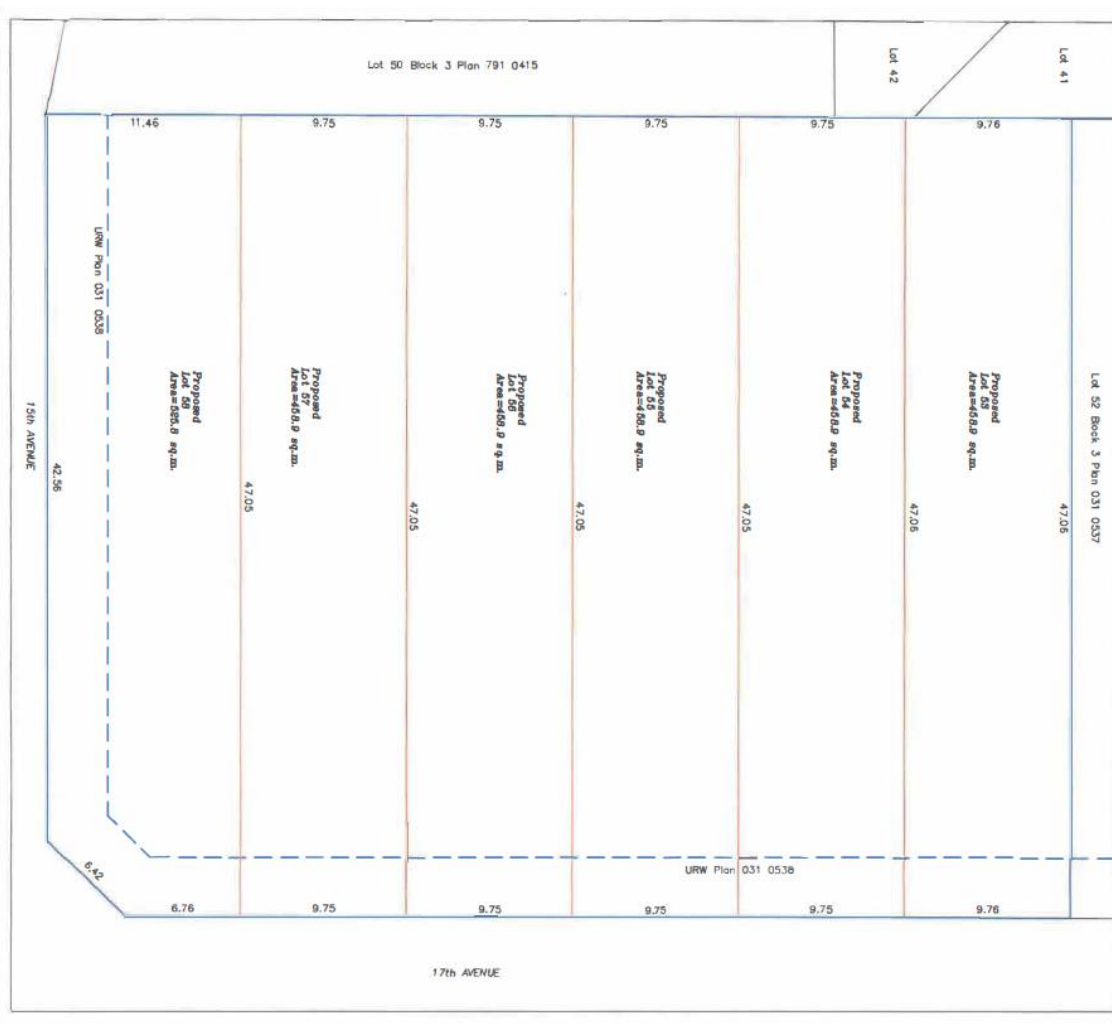 Lot 50 Block 3 Plan 791 0415
Lot 42
Lot 41
11.46
9.75
9.75
9.75
9.75
9.76
URW Plan 031 0538
Proposed
Lot 58
Area=525.8 sq.m.
Proposed
Lot 57
Area=458.9 sq.m.
Proposed
Lot 56
Area=458.9 sq.m.
Proposed
Lot 55
Area=458.9 sq.m.
Proposed
Lot 54
Area=458.9 sq.m.
Proposed
Lot 53
Area=458.9 sq.m.
Lot 52 Block 3 Plan 031 0537
15th AVENUE
42.56
47.05
47.05
47.05
47.05
47.06
47.06
6.42
URW Plan 031 0538
6.76
9.75
9.75
9.75
9.75
9.76
17th AVENUE